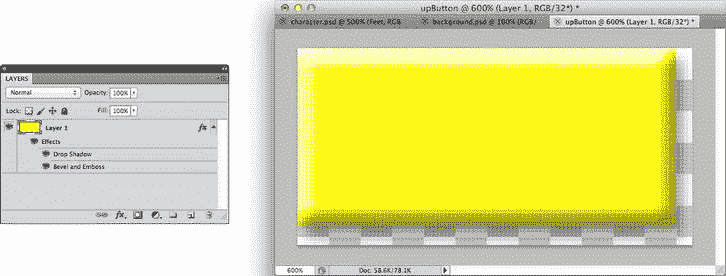 LAYERS
Normal Opacity: 100%
Lock: Fill: 100%
Layer 1 fx
Effects
Drop Shadow
Bevel and Emboss
fx
upButton @ 600% (Layer 1, RGB/32*) *
character.psd @ 500% (Feet, RGB background.psd @ 100% (RGB/ upButton @ 600% (Layer 1, RGB/32*) *
600% Doc: 58.6K/78.1K